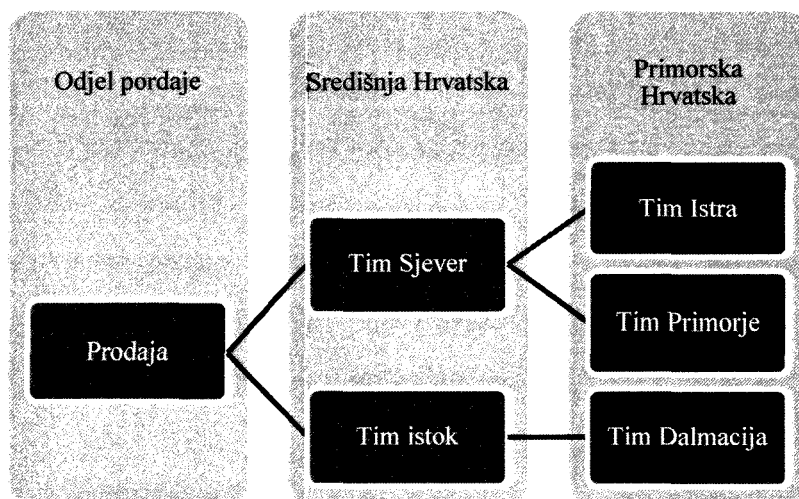 Odjel pordaje
Središnja Hrvatska
Primorska
Hrvatska
Prodaja
Tim Sjever
Tim istok
Tim Istra
Tim Primorje
Tim Dalmacija